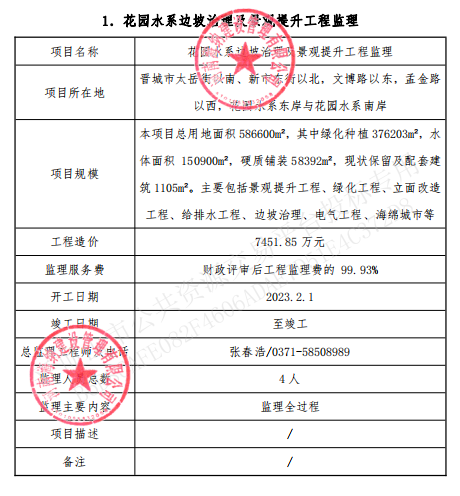 1. 花园水系边坡治理及景观提升工程监理
项目名称 花园水系边坡治理及景观提升工程监理
项目所在地 晋城市太岳街以南、新市东街以北，文博路以东，孟金路
以西，花园水系东岸与花园水系南岸
项目规模 本项目总用地面积 586600m²，其中绿化种植 376203m²，水
体面积 150900m²，硬质铺装 58392m²，现状保留及配套建
筑 1105m²。主要包括景观提升工程、绿化工程、立面改造
工程、给排水工程、边坡治理、电气工程、海绵城市等
工程造价 7451.85 万元
监理服务费 财政评审后工程监理费的 99.93%
开工日期 2023.2.1
竣工日期 至竣工
总监理工程师及电话 张春浩/0371-58508989
监理人员总数 4 人
监理主要内容 监理全过程
项目描述 /
备注 /